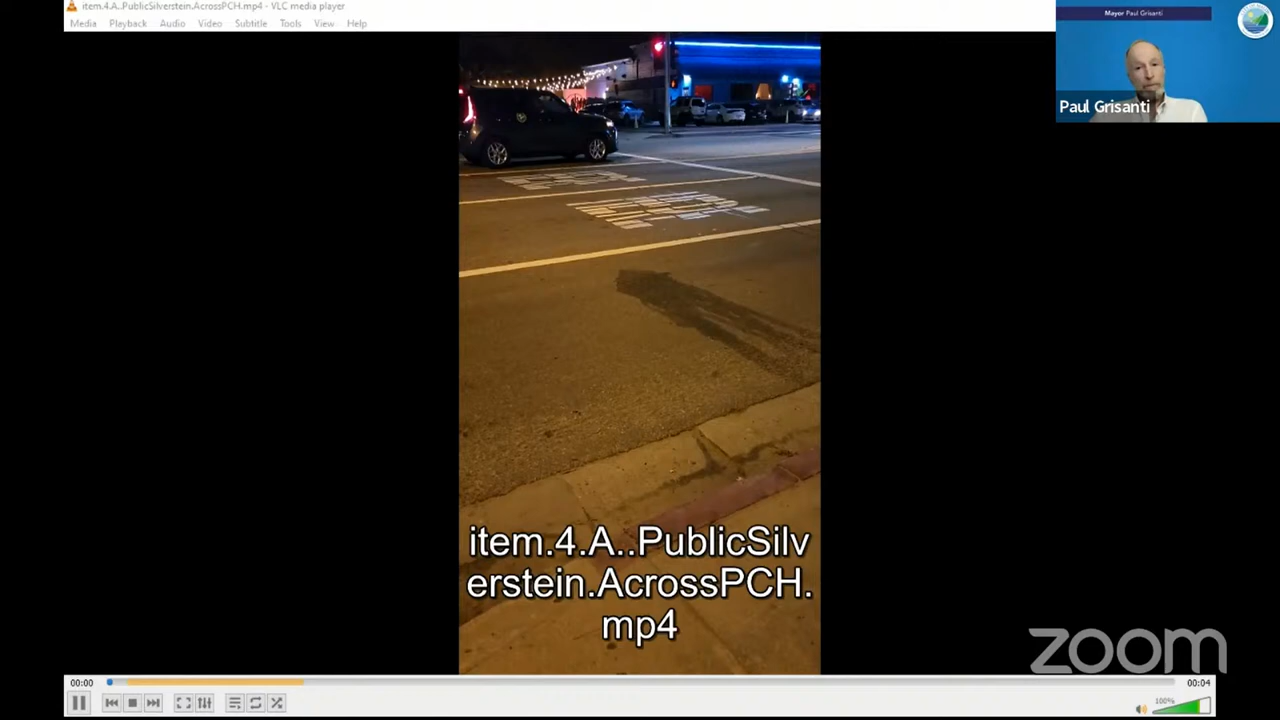 item.4.A..PublicSilverstein.AcrossPCH.mp4 - VLC media player
Media Playback Audio Video Subtitle Tools View Help
Mayor Paul Grisanti
Paul Grisanti
item.4.A..PublicSilv
erstein.AcrossPCH.
mp4
zoom
00:00
00:04
100%